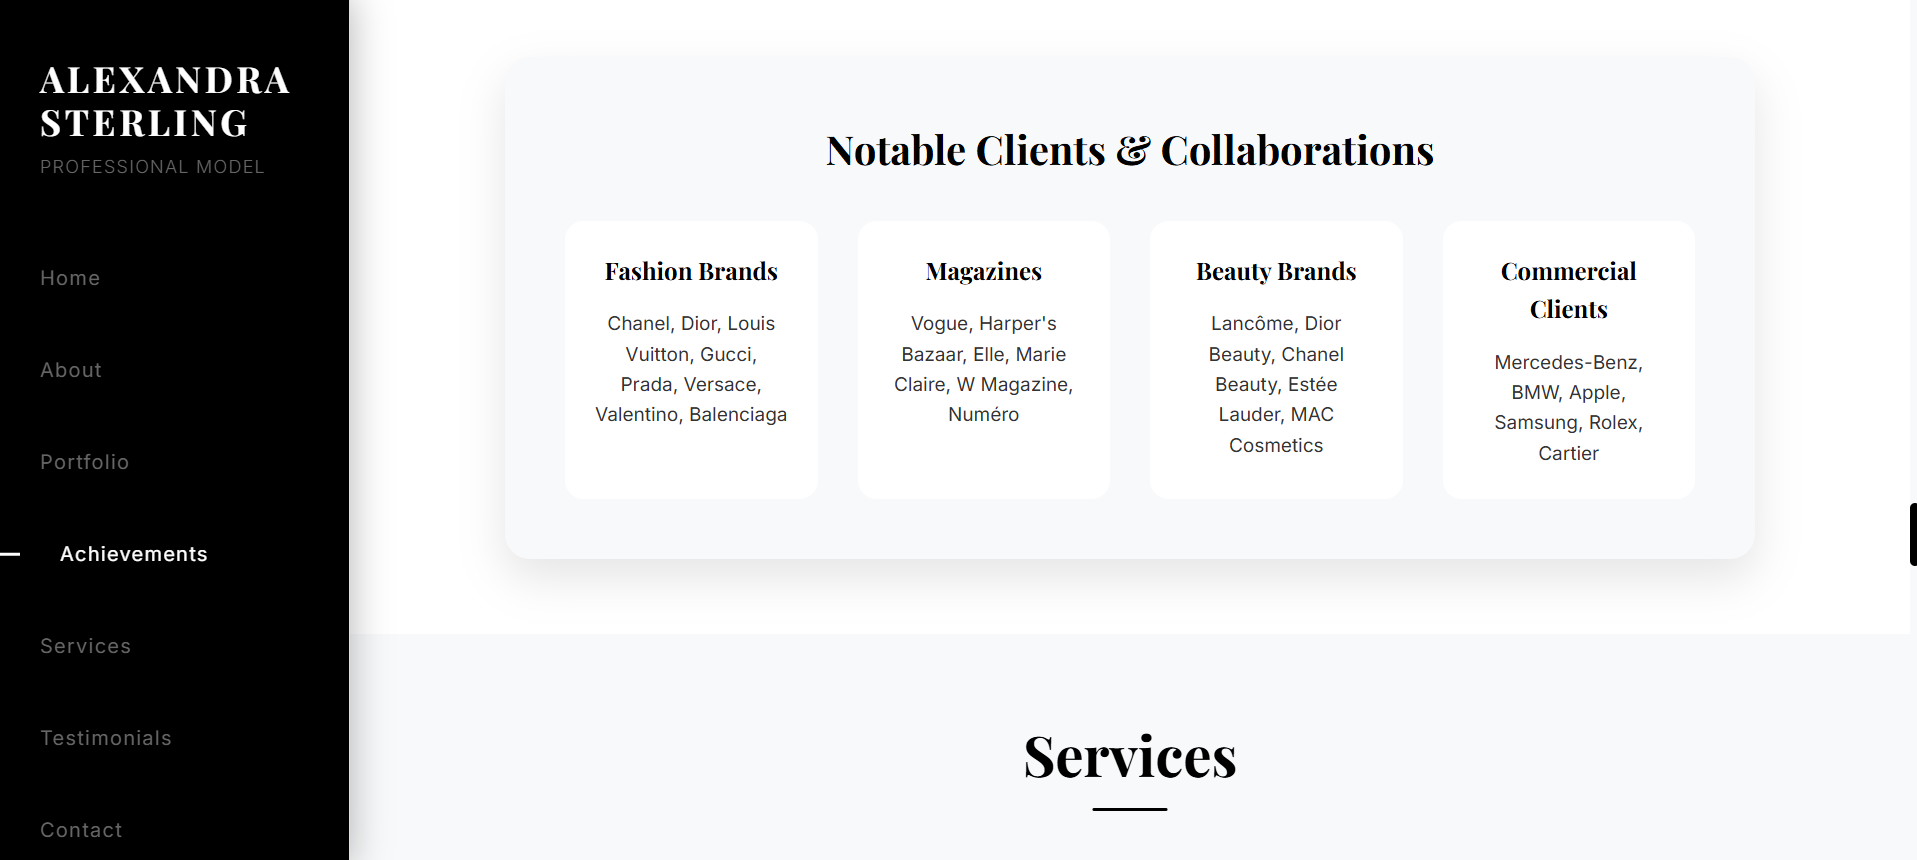 ALEXANDRA
STERLING
PROFESSIONAL MODEL
Home
About
Portfolio
Achievements
Services
Testimonials
Contact
Notable Clients & Collaborations
Fashion Brands
Chanel, Dior, Louis
Vuitton, Gucci,
Prada, Versace,
Valentino, Balenciaga
Magazines
Vogue, Harper's
Bazaar, Elle, Marie
Claire, W Magazine,
Numéro
Beauty Brands
Lancôme, Dior
Beauty, Chanel
Beauty, Estée
Lauder, MAC
Cosmetics
Commercial
Clients
Mercedes-Benz,
BMW, Apple,
Samsung, Rolex,
Cartier
Services